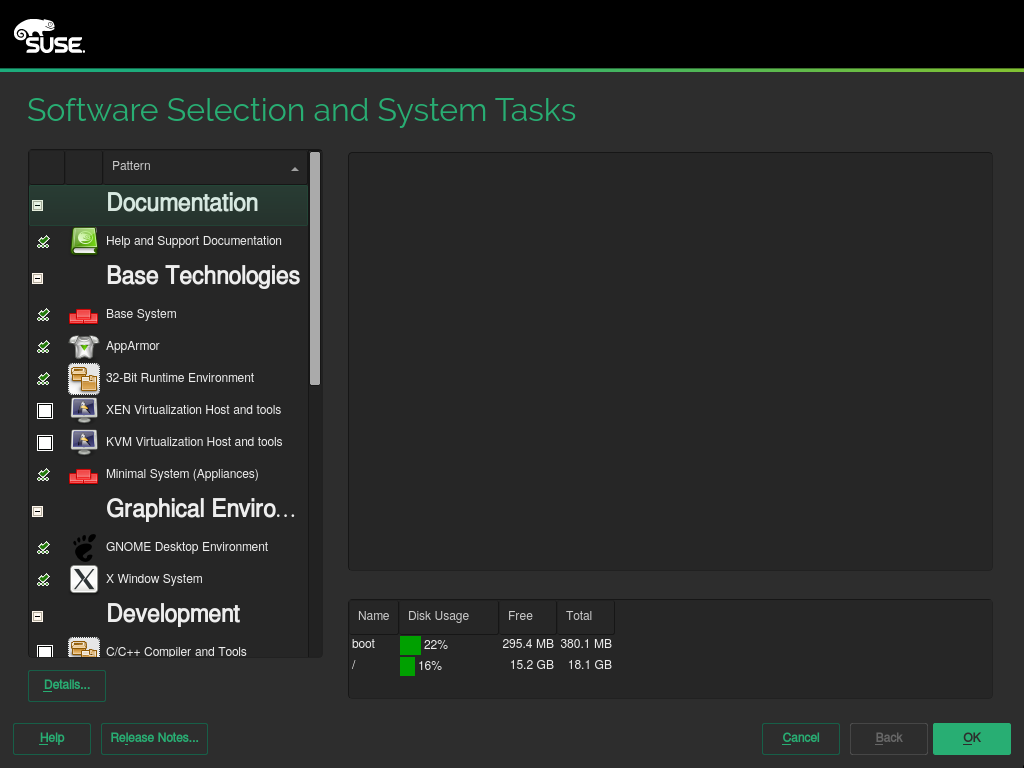 SUSE.
Software Selection and System Tasks
Pattern
Documentation
Help and Support Documentation
Base Technologies
Base System
AppArmor
32-Bit Runtime Environment
XEN Virtualization Host and tools
KVM Virtualization Host and tools
Minimal System (Appliances)
Graphical Enviro…
GNOME Desktop Environment
X Window System
Development
C/C++ Compiler and Tools
Name Disk Usage Free Total
boot 22% 295.4 MB 380.1 MB
/ 16% 15.2 GB 18.1 GB
Details...
Help Release Notes... Cancel Back OK